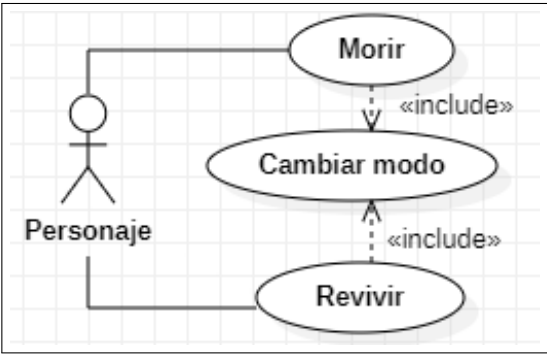 Morir
«include»
Cambiar modo
Personaje
«include»
Revivir